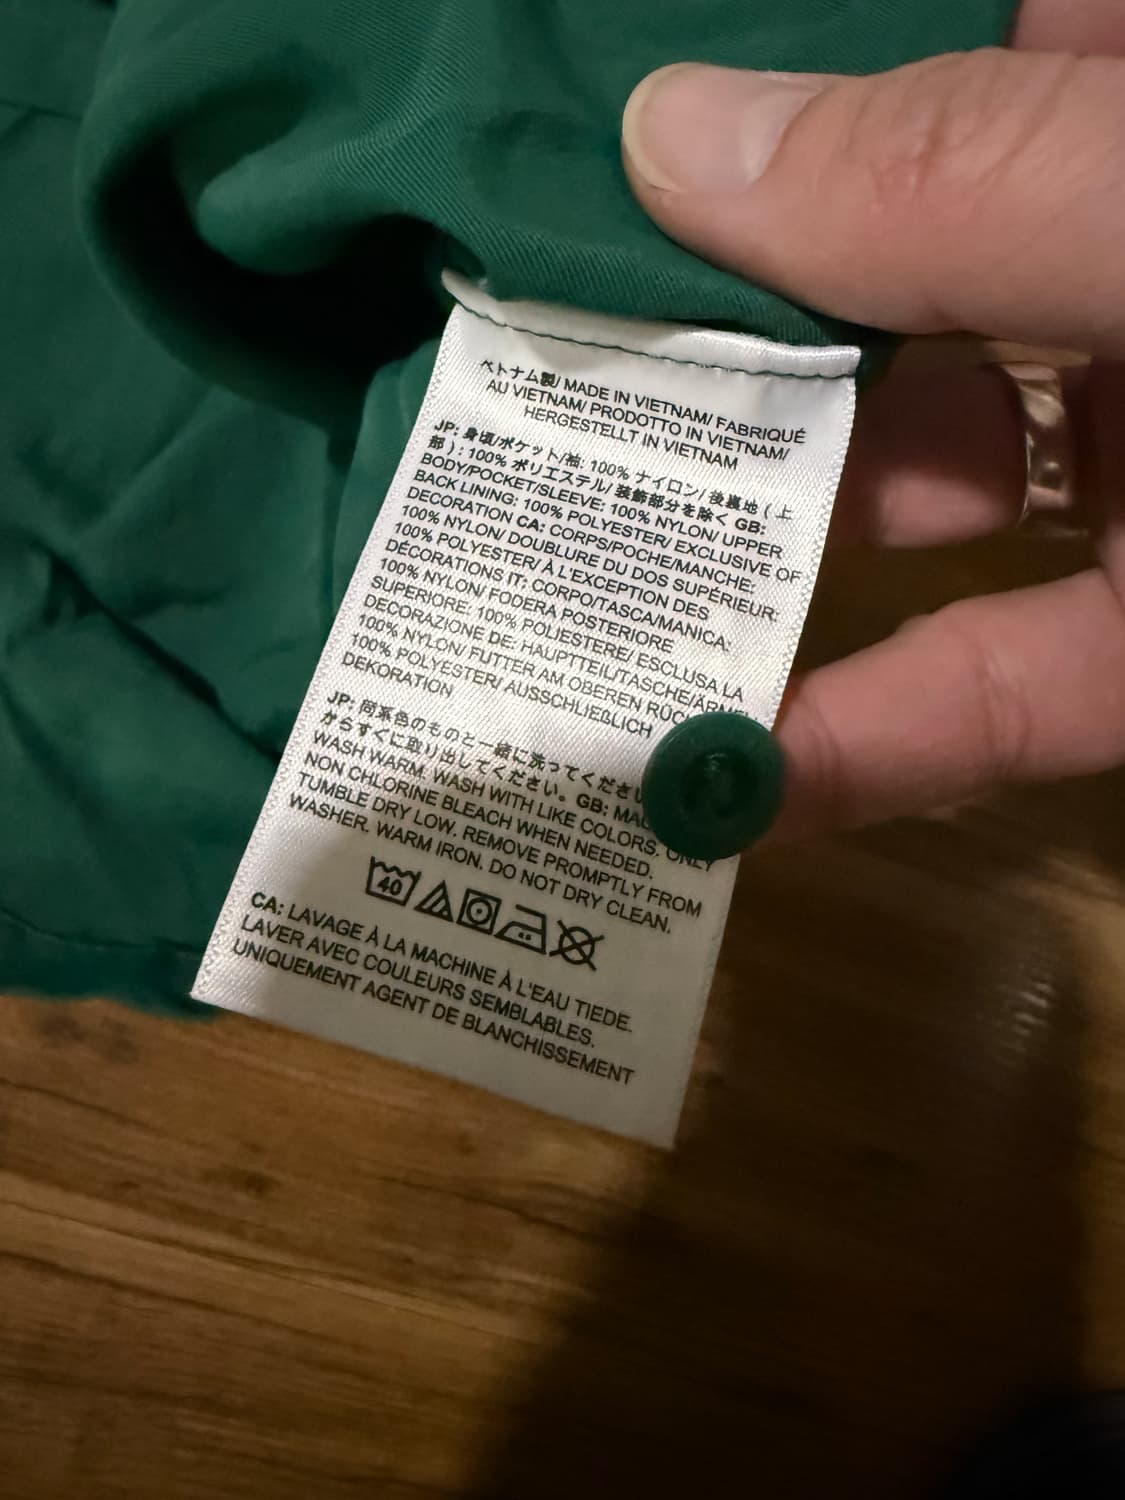 ベトナム製/ MADE IN VIETNAM/ FABRIQUÉ
AU VIETNAM/ PRODOTTO IN VIETNAM/
HERGESTELLT IN VIETNAM
JP: 身頃/ポケット/袖: 100% ナイロン/ 後裏地 ( 上
部 ) : 100% ポリエステル/ 装飾部分を除く GB:
BODY/POCKET/SLEEVE: 100% NYLON/ UPPER
BACK LINING: 100% POLYESTER/ EXCLUSIVE OF
DECORATION CA: CORPS/POCHE/MANCHE:
100% NYLON/ DOUBLURE DU DOS SUPÉRIEUR:
100% POLYESTER/ À L'EXCEPTION DES
DÉCORATIONS IT: CORPO/TASCA/MANICA:
100% NYLON/ FODERA POSTERIORE
SUPERIORE: 100% POLIESTERE/ ESCLUSA LA
DECORAZIONE DE: HAUPTTEIL/TASCHE/
100% NYLON/ FUTTER AM OBEREN
100% POLYESTER/ AUSSCHLIEßLICH
DEKORATION
JP: 同系色のものと一緒に洗ってくださ
からすぐに取り出してください。 GB:
WASH WARM. WASH WITH LIKE COLORS. ONLY
NON CHLORINE BLEACH WHEN NEEDED.
TUMBLE DRY LOW. REMOVE PROMPTLY FROM
WASHER. WARM IRON. DO NOT DRY CLEAN.
40
CA: LAVAGE À LA MACHINE À L'EAU TIEDE.
LAVER AVEC COULEURS SEMBLABLES.
UNIQUEMENT AGENT DE BLANCHISSEMENT